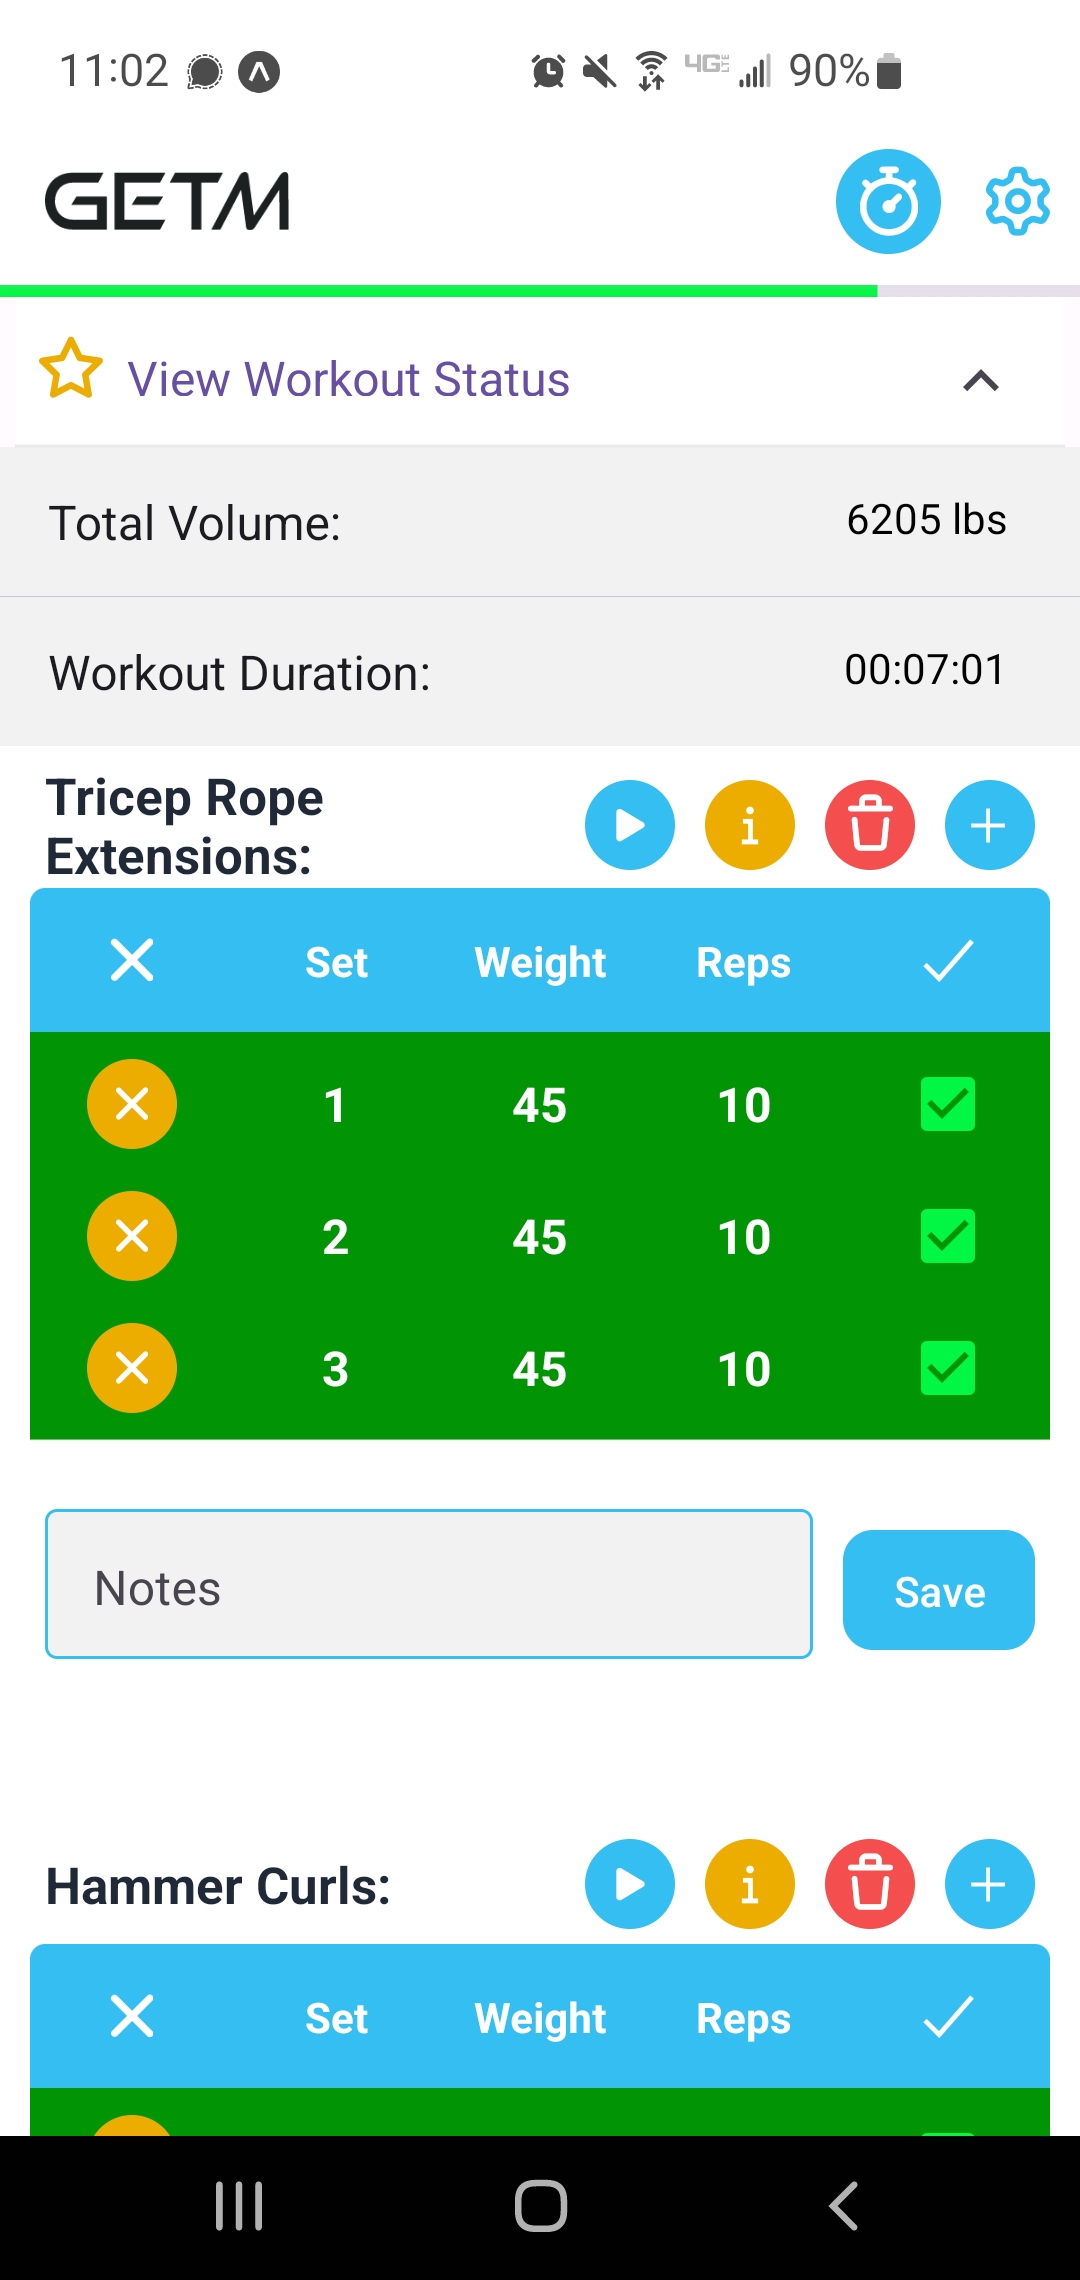 11:02 4G LTE 90%
GETM
View Workout Status
Total Volume: 6205 lbs
Workout Duration: 00:07:01
Tricep Rope
Extensions:
Set Weight Reps
1 45 10
2 45 10
3 45 10
Notes Save
Hammer Curls:
Set Weight Reps